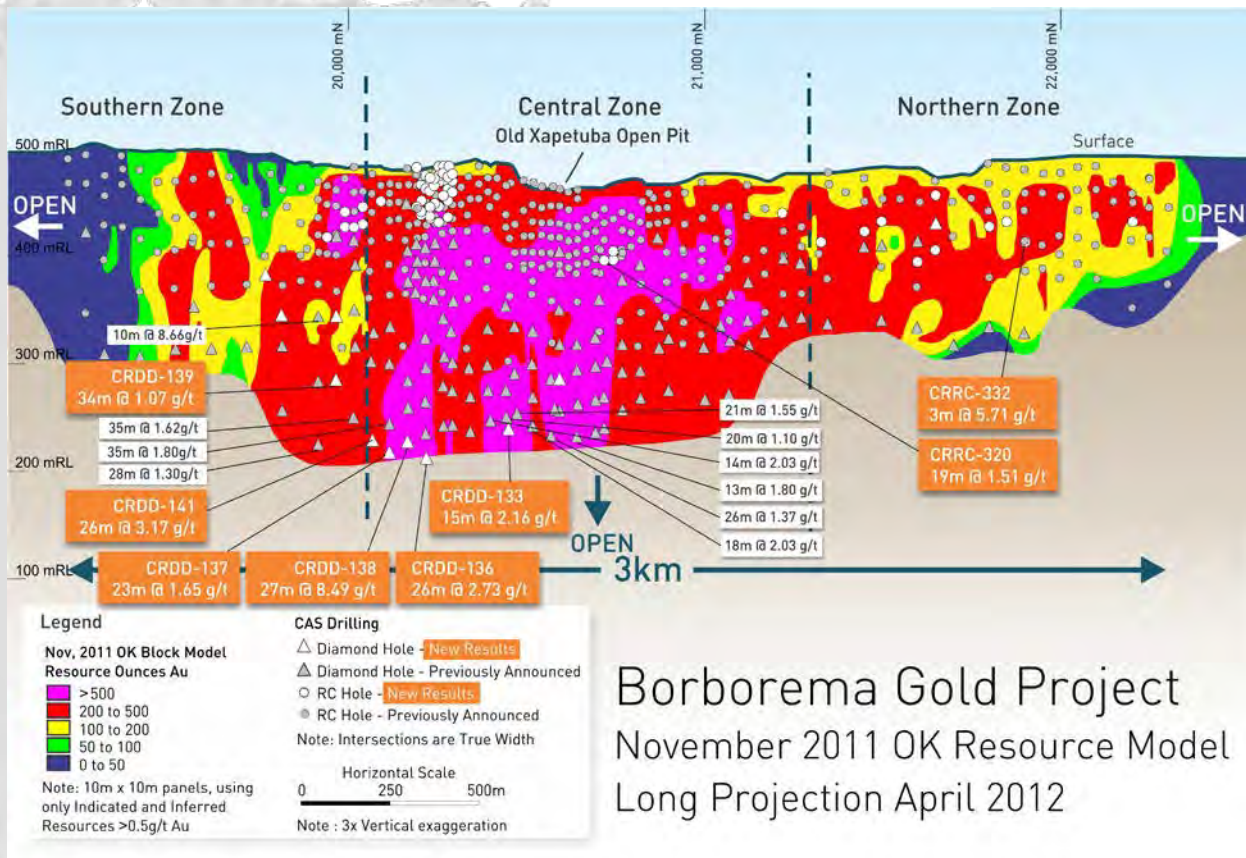 20,000 mN
21,000 mN
22,000 mN
Southern Zone
Central Zone
Northern Zone
Old Xapetuba Open Pit
Surface
500 mRL
OPEN
OPEN
400 mRL
300 mRL
200 mRL
100 mRL
10m @ 8.66g/t
CRDD-139
34m @ 1.07 g/t
35m @ 1.62g/t
35m @ 1.80g/t
28m @ 1.30g/t
CRDD-141
26m @ 3.17 g/t
CRDD-137
23m @ 1.65 g/t
CRDD-138
27m @ 8.49 g/t
CRDD-136
26m @ 2.73 g/t
CRDD-133
15m @ 2.16 g/t
OPEN
3km
21m @ 1.55 g/t
20m @ 1.10 g/t
14m @ 2.03 g/t
13m @ 1.80 g/t
26m @ 1.37 g/t
18m @ 2.03 g/t
CRRC-332
3m @ 5.71 g/t
CRRC-320
19m @ 1.51 g/t
Legend
Nov, 2011 OK Block Model
Resource Ounces Au
>500
200 to 500
100 to 200
50 to 100
0 to 50
Note: 10m x 10m panels, using
only Indicated and Inferred
Resources >0.5g/t Au
CAS Drilling
Diamond Hole - New Results
Diamond Hole - Previously Announced
RC Hole - New Results
RC Hole - Previously Announced
Note: Intersections are True Width
Horizontal Scale
0 250 500m
Note : 3x Vertical exaggeration
Borborema Gold Project
November 2011 OK Resource Model
Long Projection April 2012